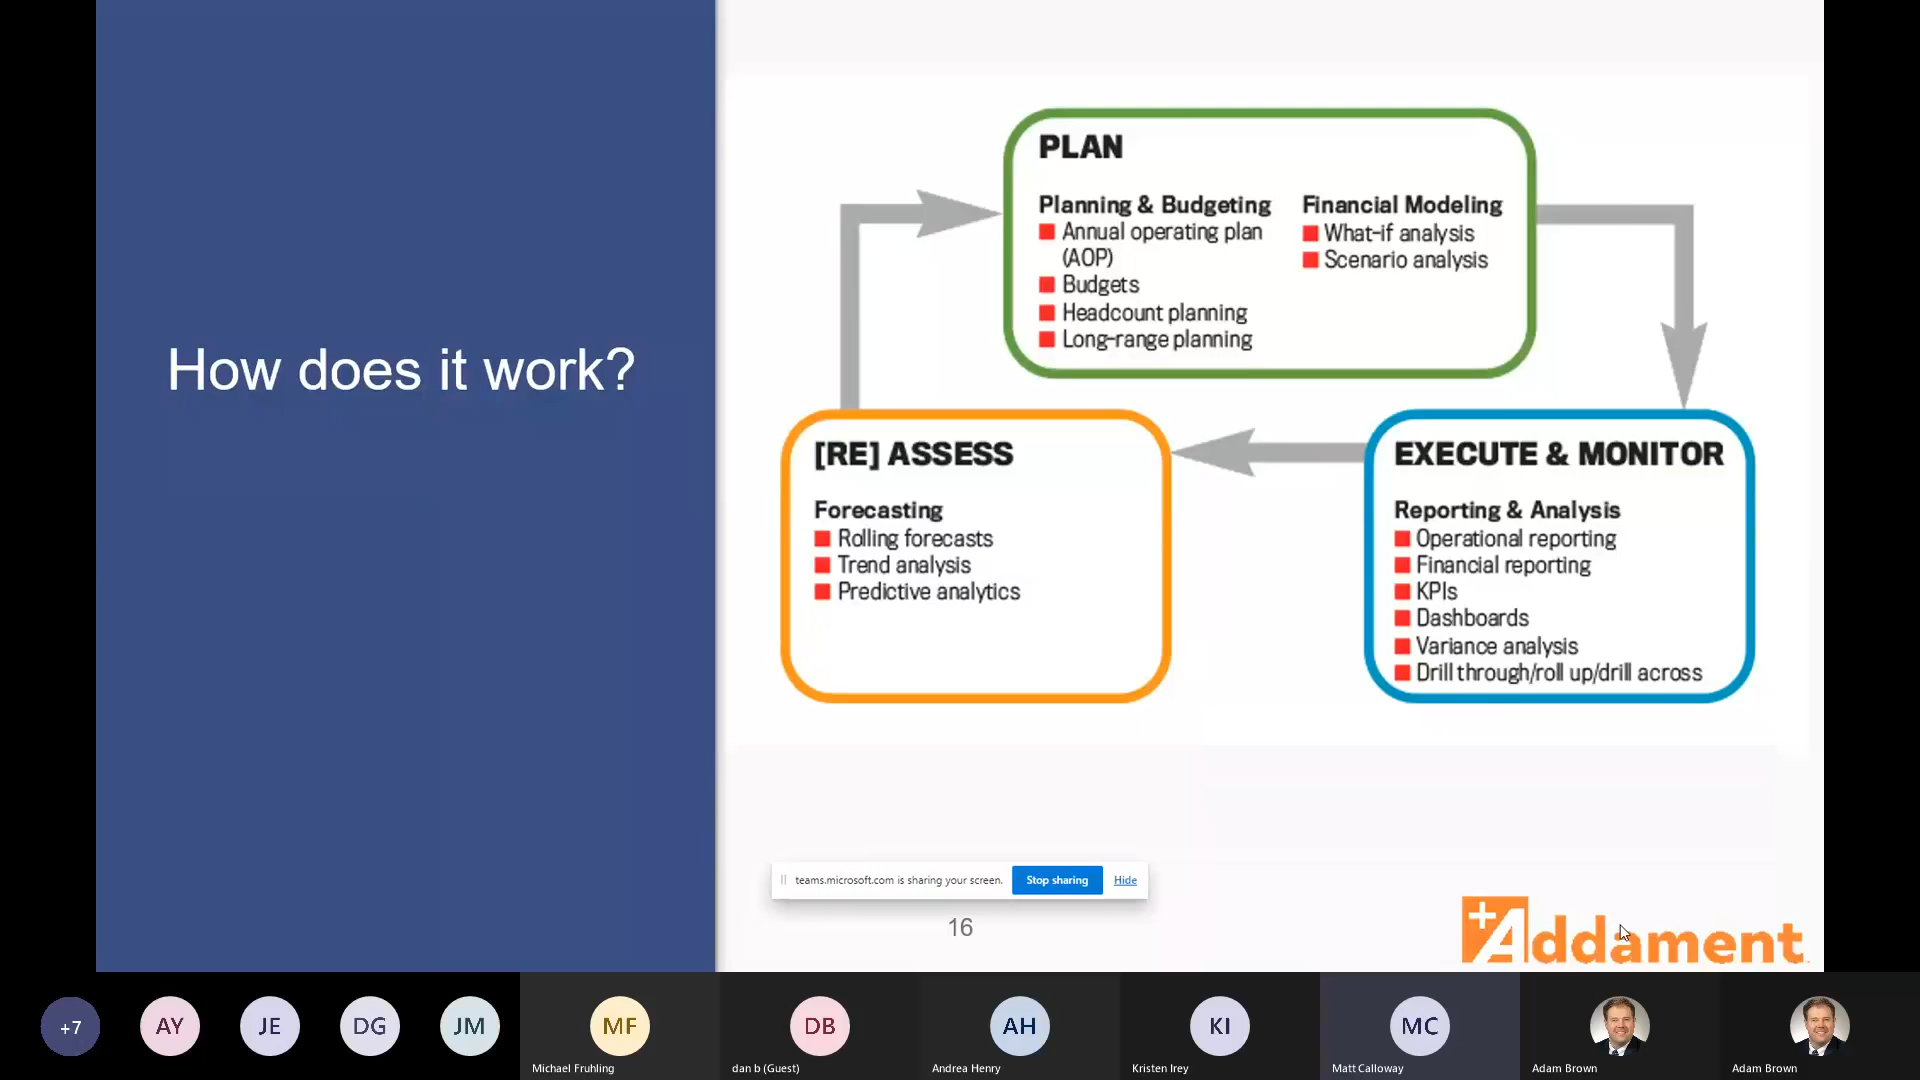 How does it work?
PLAN
Planning & Budgeting
Annual operating plan
(AOP)
Budgets
Headcount planning
Long-range planning
Financial Modeling
What-if analysis
Scenario analysis
[RE] ASSESS
Forecasting
Rolling forecasts
Trend analysis
Predictive analytics
EXECUTE & MONITOR
Reporting & Analysis
Operational reporting
Financial reporting
KPIs
Dashboards
Variance analysis
Drill through/roll up/drill across
teams.microsoft.com is sharing your screen.
Stop sharing
Hide
16
+Addament
+7
AY
JE
DG
JM
MF
Michael Fruhling
DB
dan b (Guest)
AH
Andrea Henry
KI
Kristen Irey
MC
Matt Calloway
Adam Brown
Adam Brown